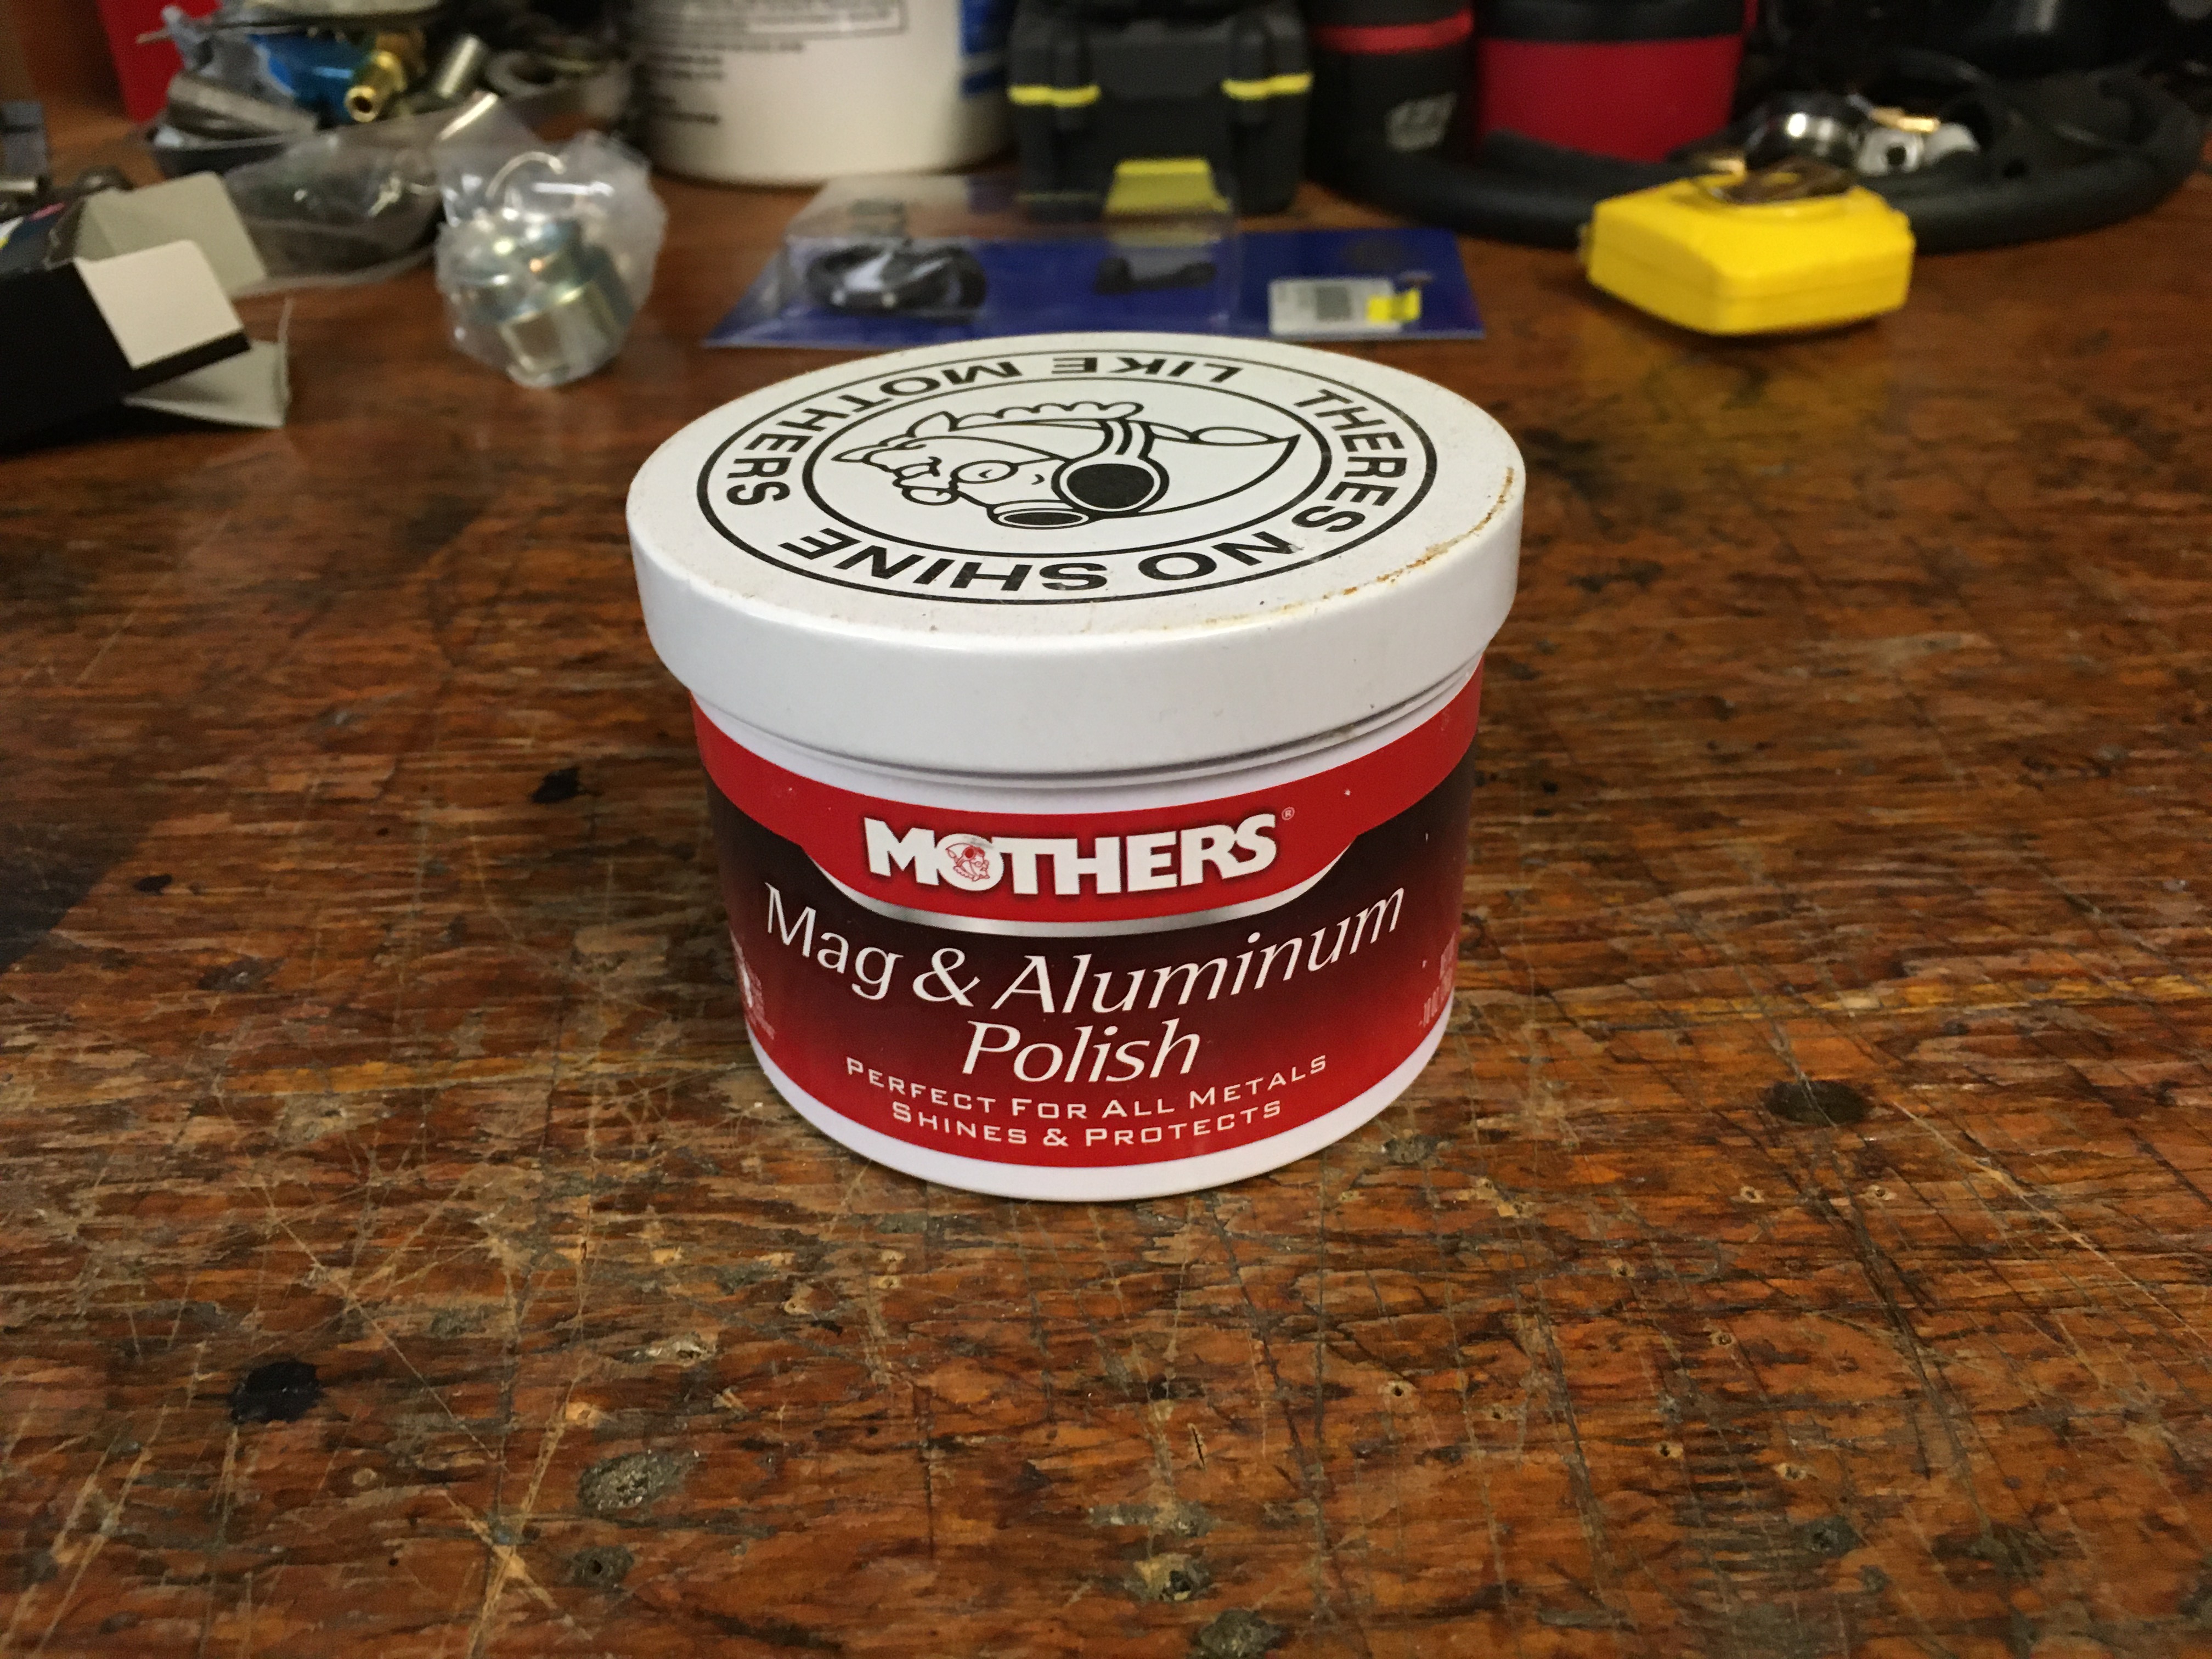 THERES NO SHINE LIKE MOTHERS
MOTHERS®
Mag & Aluminum
Polish
PERFECT FOR ALL METALS
SHINES & PROTECTS